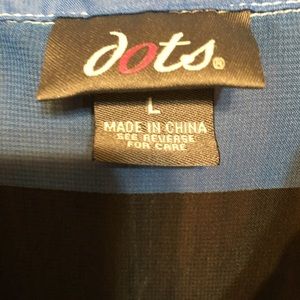 dots®
L
MADE IN CHINA
SEE REVERSE
FOR CARE